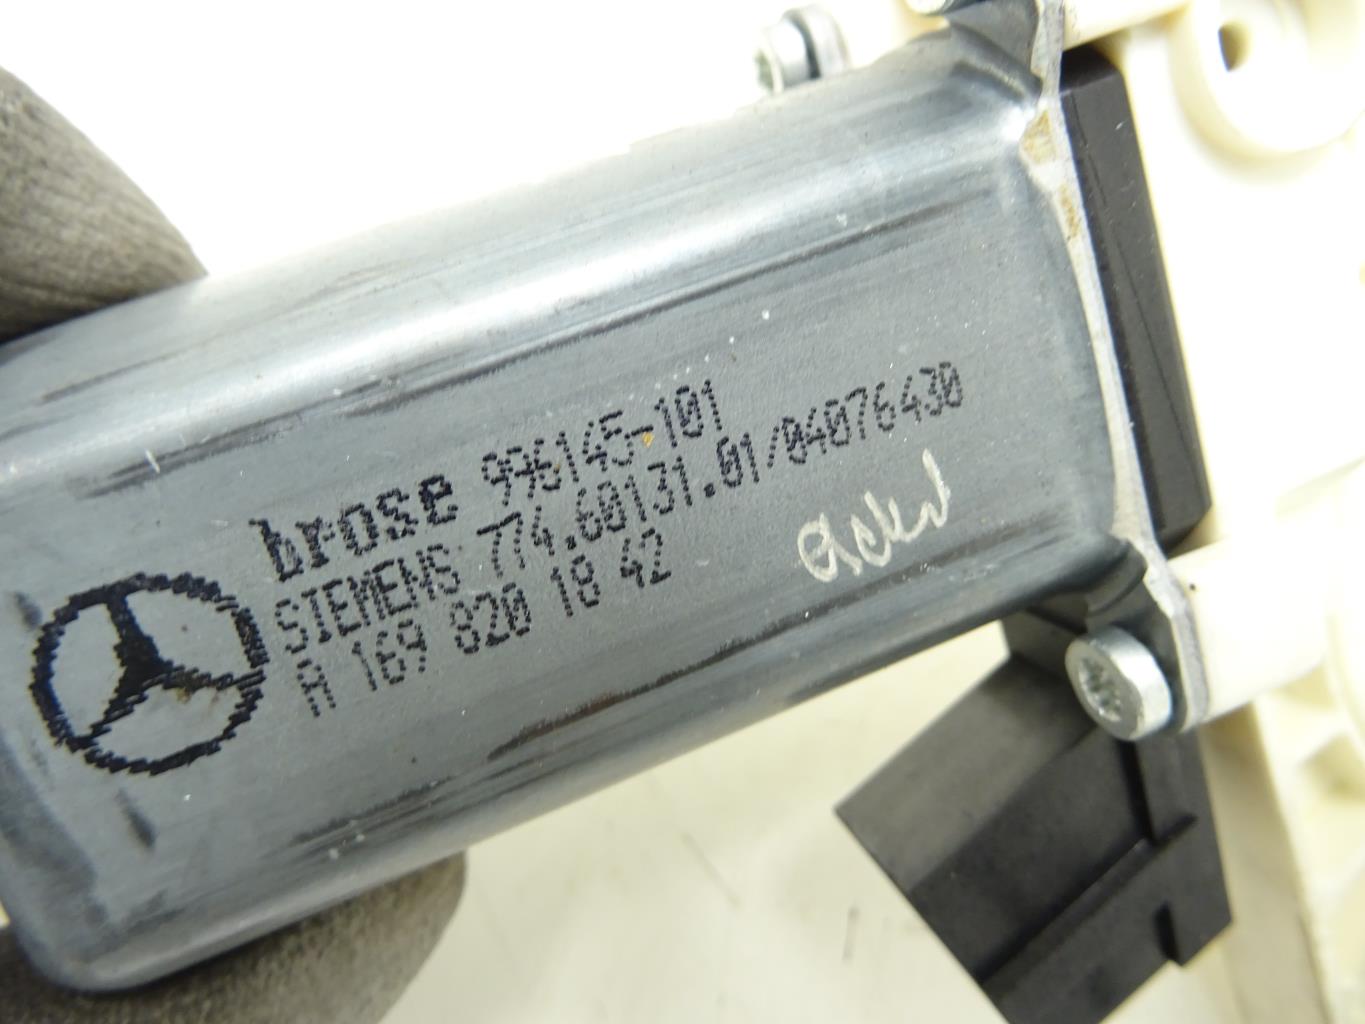 brose 996145-101
SIEMENS 774.60131.01/04076430
A 169 820 18 42